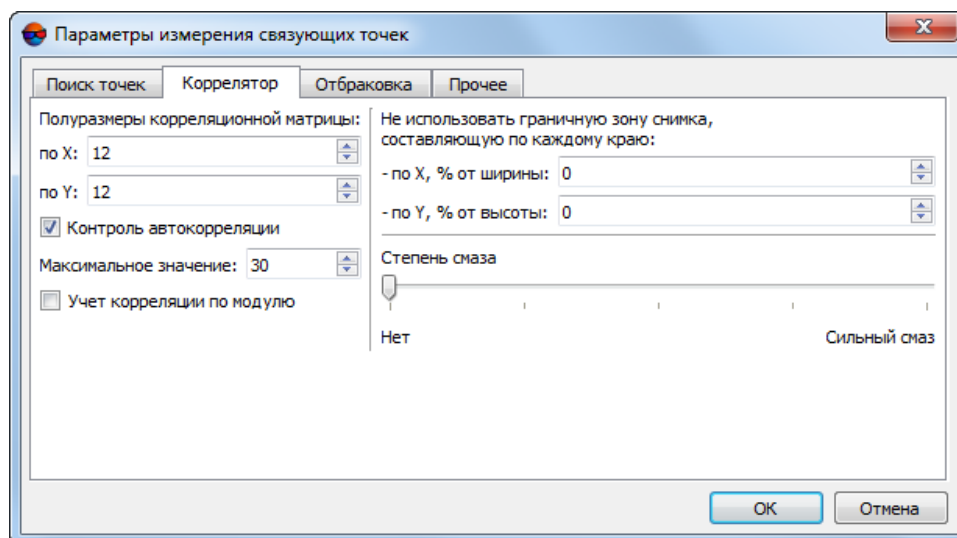 Параметры измерения связующих точек
Поиск точек Коррелятор Отбраковка Прочее
Полуразмеры корреляционной матрицы:
по X: 12
по Y: 12
Контроль автокорреляции
Максимальное значение: 30
Учет корреляции по модулю
Не использовать граничную зону снимка,
составляющую по каждому краю:
- по X, % от ширины: 0
- по Y, % от высоты: 0
Степень смаза
Нет Сильный смаз
OK Отмена